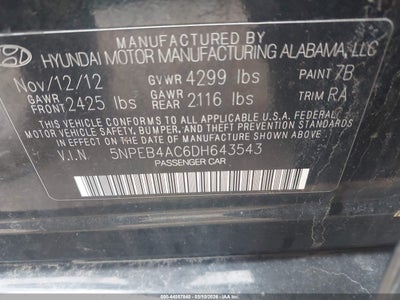 MANUFACTURED BY
HYUNDAI MOTOR MANUFACTURING ALABAMA, LLC
Nov/12/12 GVWR 4299 lbs PAINT 7B
GAWR FRONT 2425 lbs GAWR REAR 2116 lbs TRIM RA
THIS VEHICLE CONFORMS TO ALL APPLICABLE U.S. FEDERAL
MOTOR VEHICLE SAFETY, BUMPER, AND THEFT PREVENTION
STANDARDS IN EFFECT ON THE DATE OF MANUFACTURE SHOWN ABOVE.
V.I.N 5NPEB4AC6DH643543
PASSENGER CAR